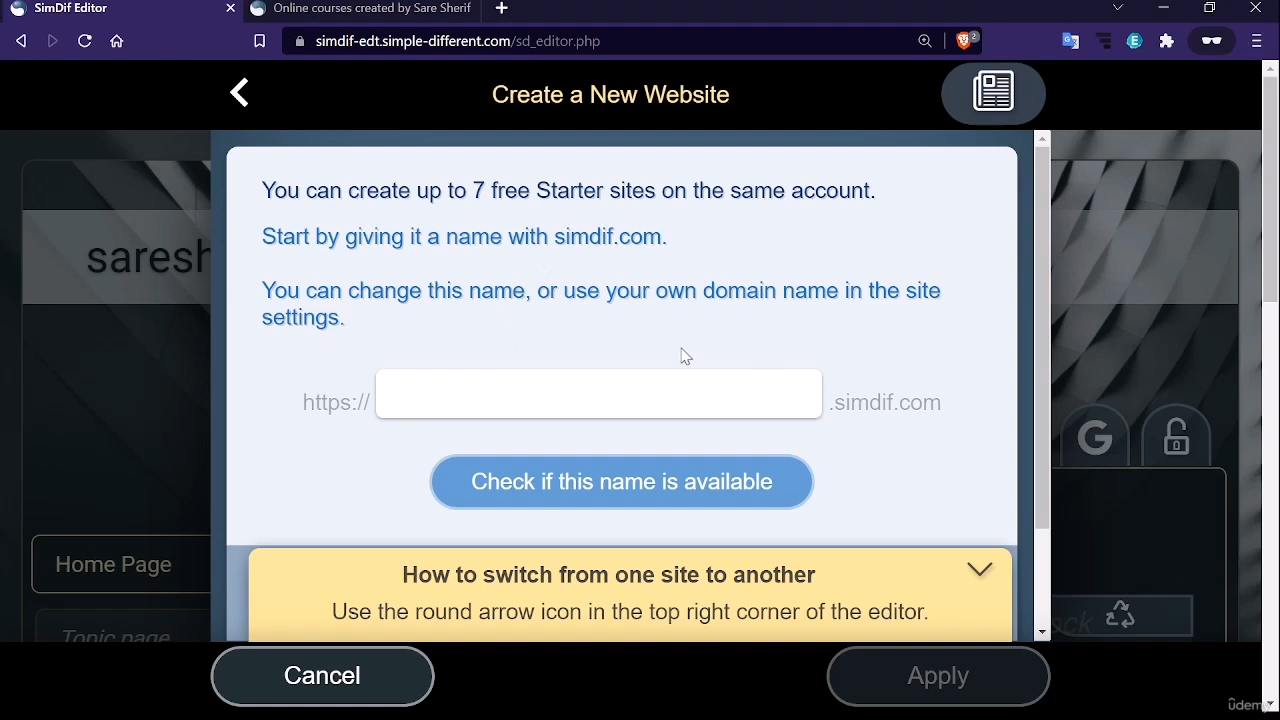 SimDif Editor
Online courses created by Sare Sherif
simdif-edt.simple-different.com/sd_editor.php
2
Create a New Website
You can create up to 7 free Starter sites on the same account.
Start by giving it a name with simdif.com.
You can change this name, or use your own domain name in the site
settings.
saresh
https://
.simdif.com
G
Check if this name is available
Home Page
How to switch from one site to another
Use the round arrow icon in the top right corner of the editor.
Topic page
ock
Cancel
Apply
ûdemy